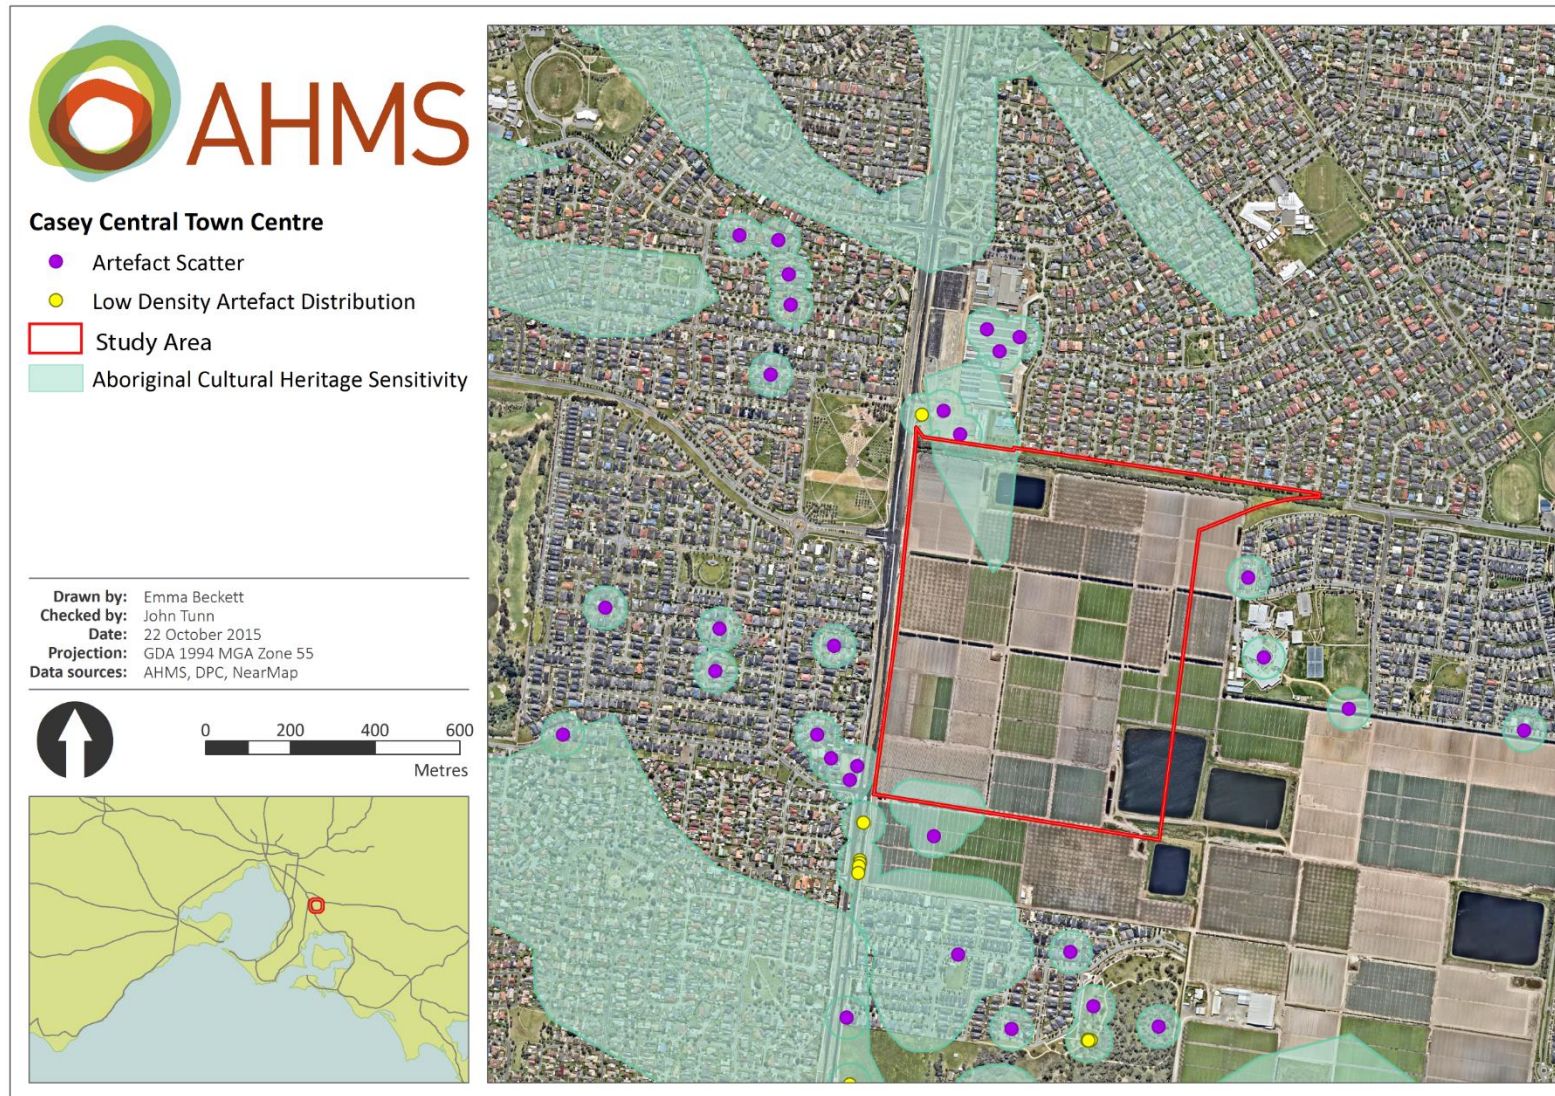 AHMS
Casey Central Town Centre
Artefact Scatter
Low Density Artefact Distribution
Study Area
Aboriginal Cultural Heritage Sensitivity
Drawn by: Emma Beckett
Checked by: John Tunn
Date: 22 October 2015
Projection: GDA 1994 MGA Zone 55
Data sources: AHMS, DPC, NearMap
0 200 400 600
Metres